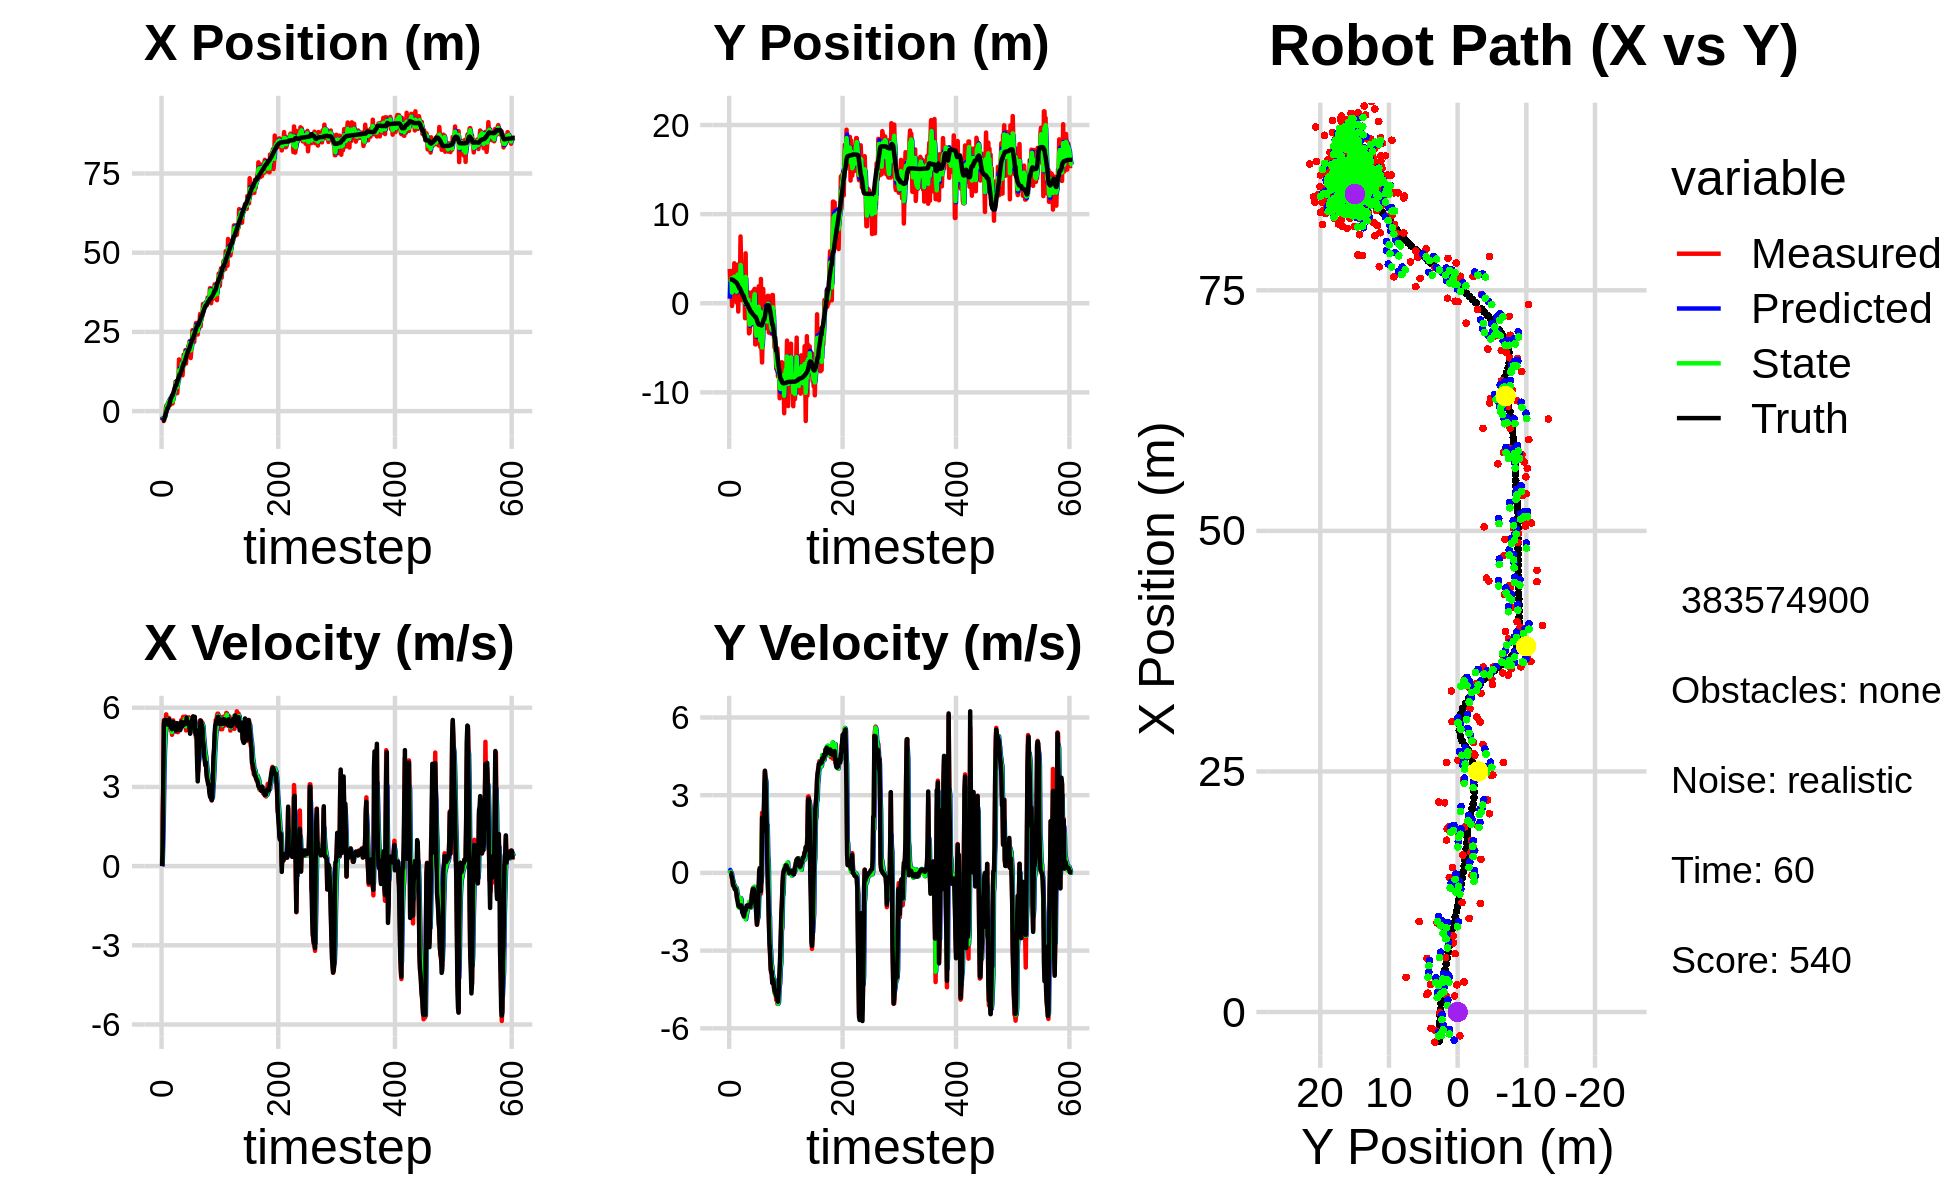 X Position (m)
75
50
25
0
0
200
400
600
timestep
Y Position (m)
20
10
0
-10
0
200
400
600
timestep
X Velocity (m/s)
6
3
0
-3
-6
0
200
400
600
timestep
Y Velocity (m/s)
6
3
0
-3
-6
0
200
400
600
timestep
Robot Path (X vs Y)
X Position (m)
75
50
25
0
20 10 0 -10 -20
Y Position (m)
variable
Measured
Predicted
State
Truth
383574900
Obstacles: none
Noise: realistic
Time: 60
Score: 540